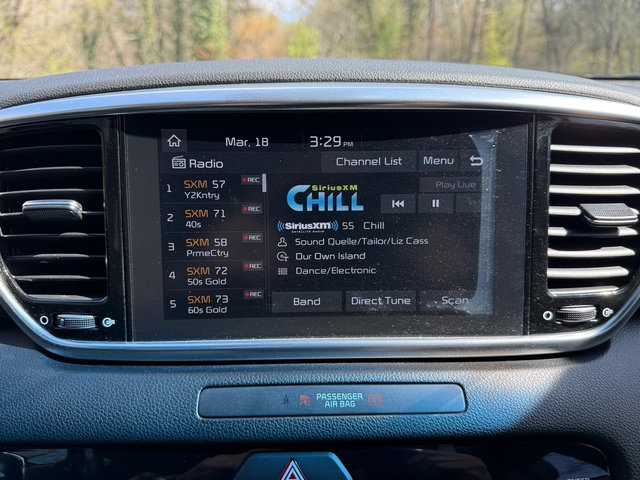 Mar. 18 3:29 PM
Radio Channel List Menu
1 SXM 57 REC
Y2Kntry
2 SXM 71 REC
40s
3 SXM 58 REC
PrmeCtry
4 SXM 72 REC
50s Gold
5 SXM 73 REC
60s Gold
SiriusXM
CHILL
Play Live
SiriusXM 55 Chill
SATELLITE RADIO
Sound Quelle/Tailor/Liz Cass
Our Own Island
Dance/Electronic
Band Direct Tune Scan
PASSENGER
AIR BAG